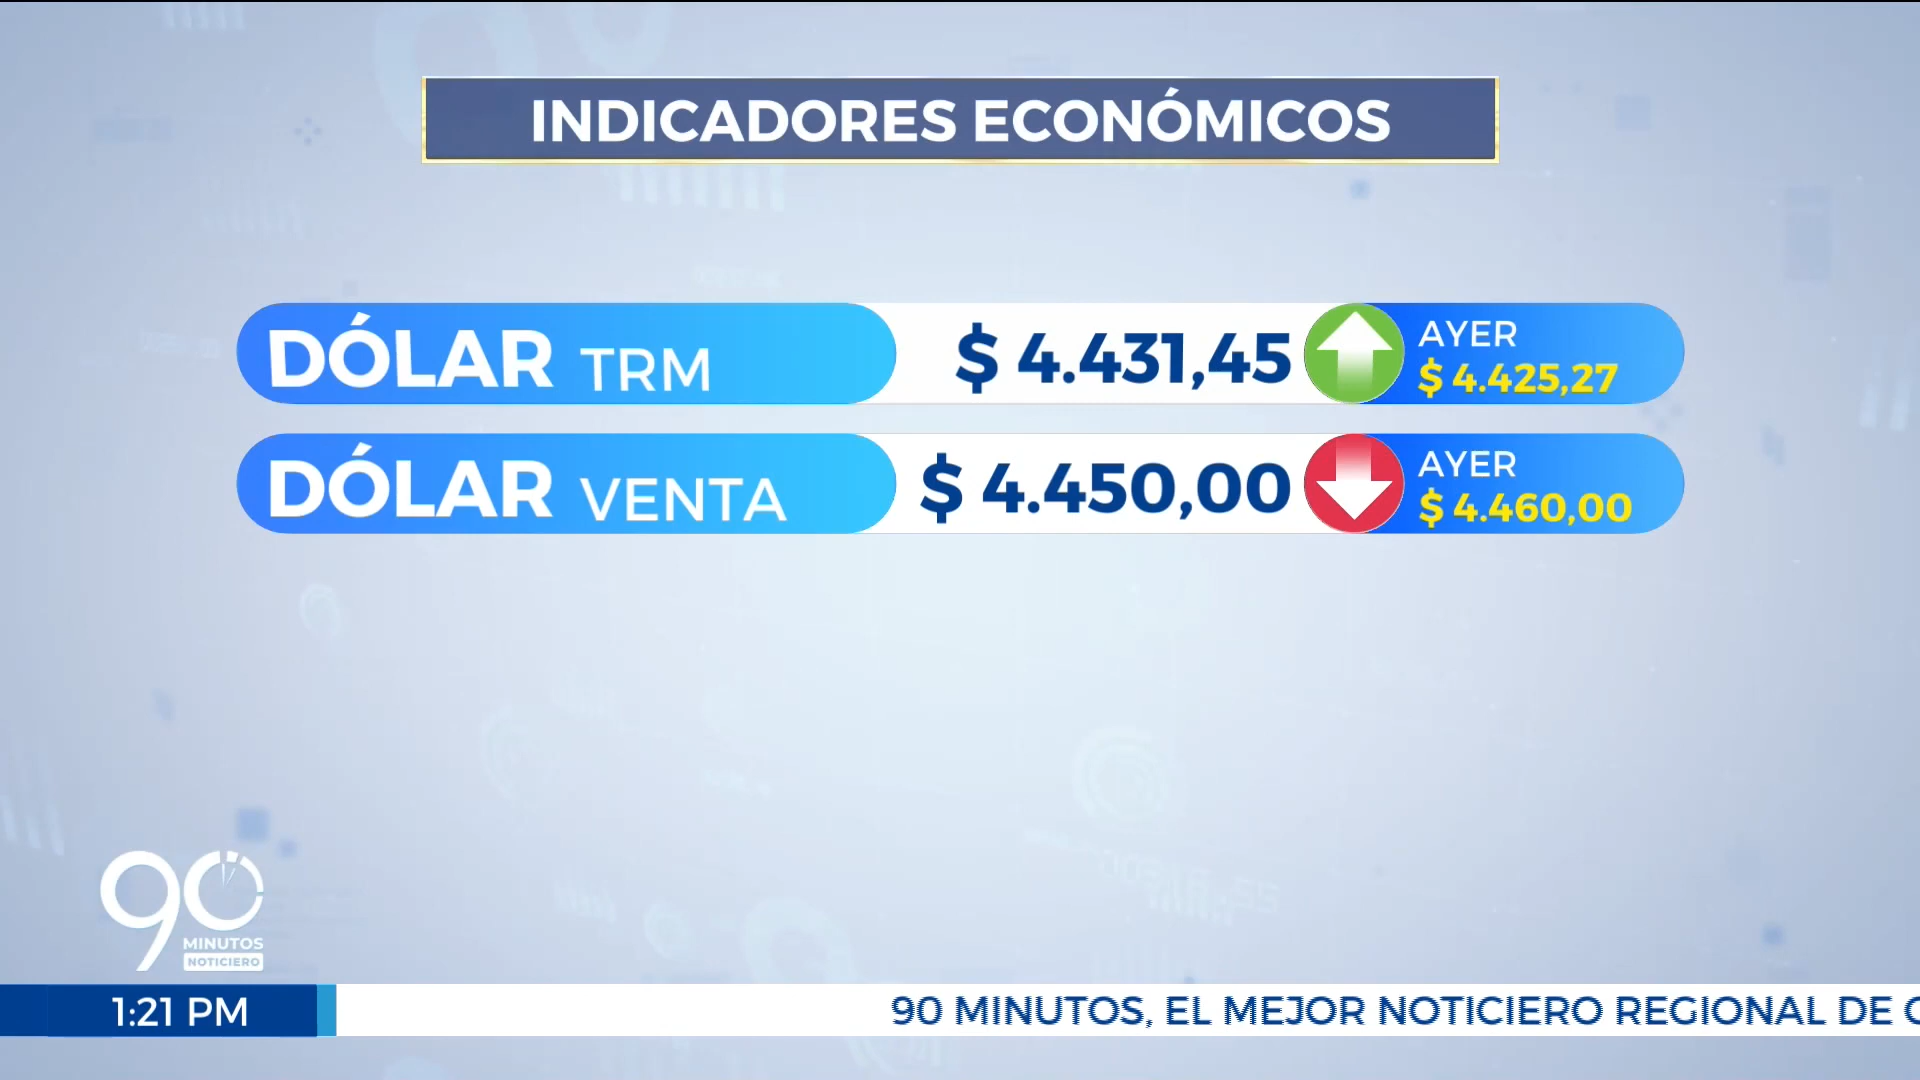 INDICADORES ECONÓMICOS
DÓLAR TRM $ 4.431,45 AYER $ 4.425,27
DÓLAR VENTA $ 4.450,00 AYER $ 4.460,00
90
MINUTOS
NOTICIERO
1:21 PM
90 MINUTOS, EL MEJOR NOTICIERO REGIONAL DE